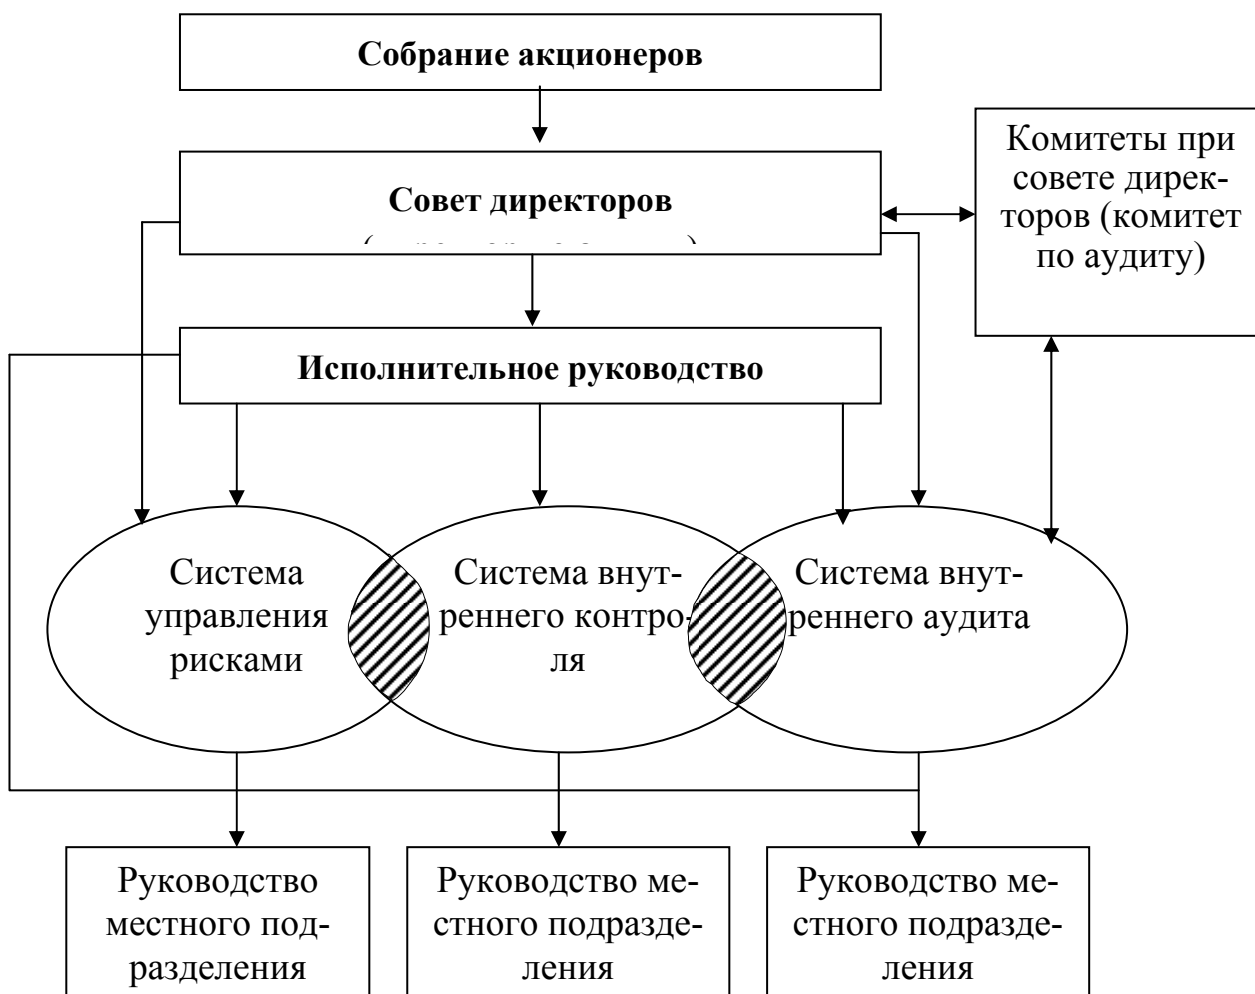 Собрание акционеров
Комитеты при
совете дирек-
торов (комитет
по аудиту)
Совет директоров
Исполнительное руководство
Система
управления
рисками
Система внут-
реннего контро-
ля
Система внут-
реннего аудита
Руководство
местного под-
разделения
Руководство ме-
стного подразде-
ления
Руководство ме-
стного подразде-
ления